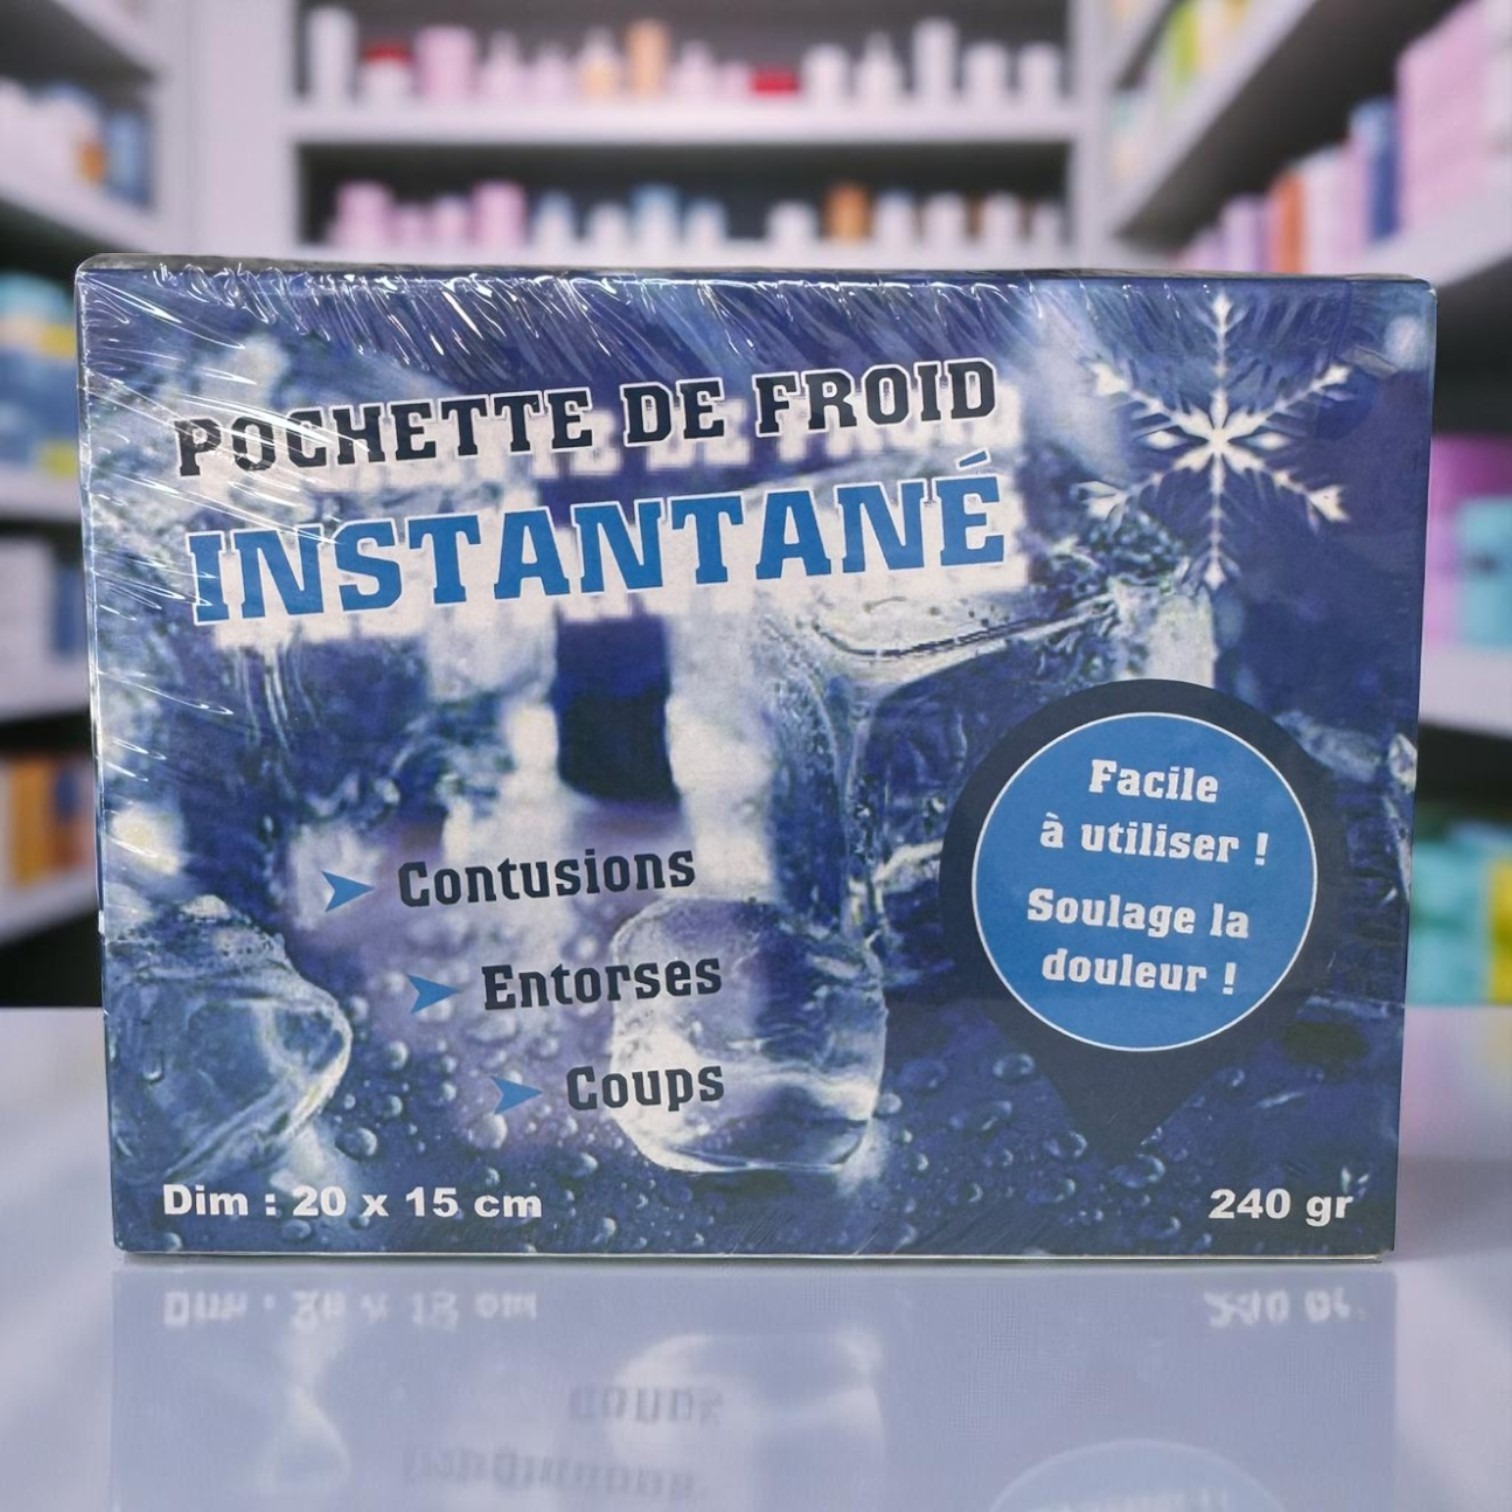 POCHETTE DE FROID
INSTANTANÉ
Contusions
Entorses
Coups
Facile
à utiliser !
Soulage la
douleur !
Dim : 20 x 15 cm
240 gr